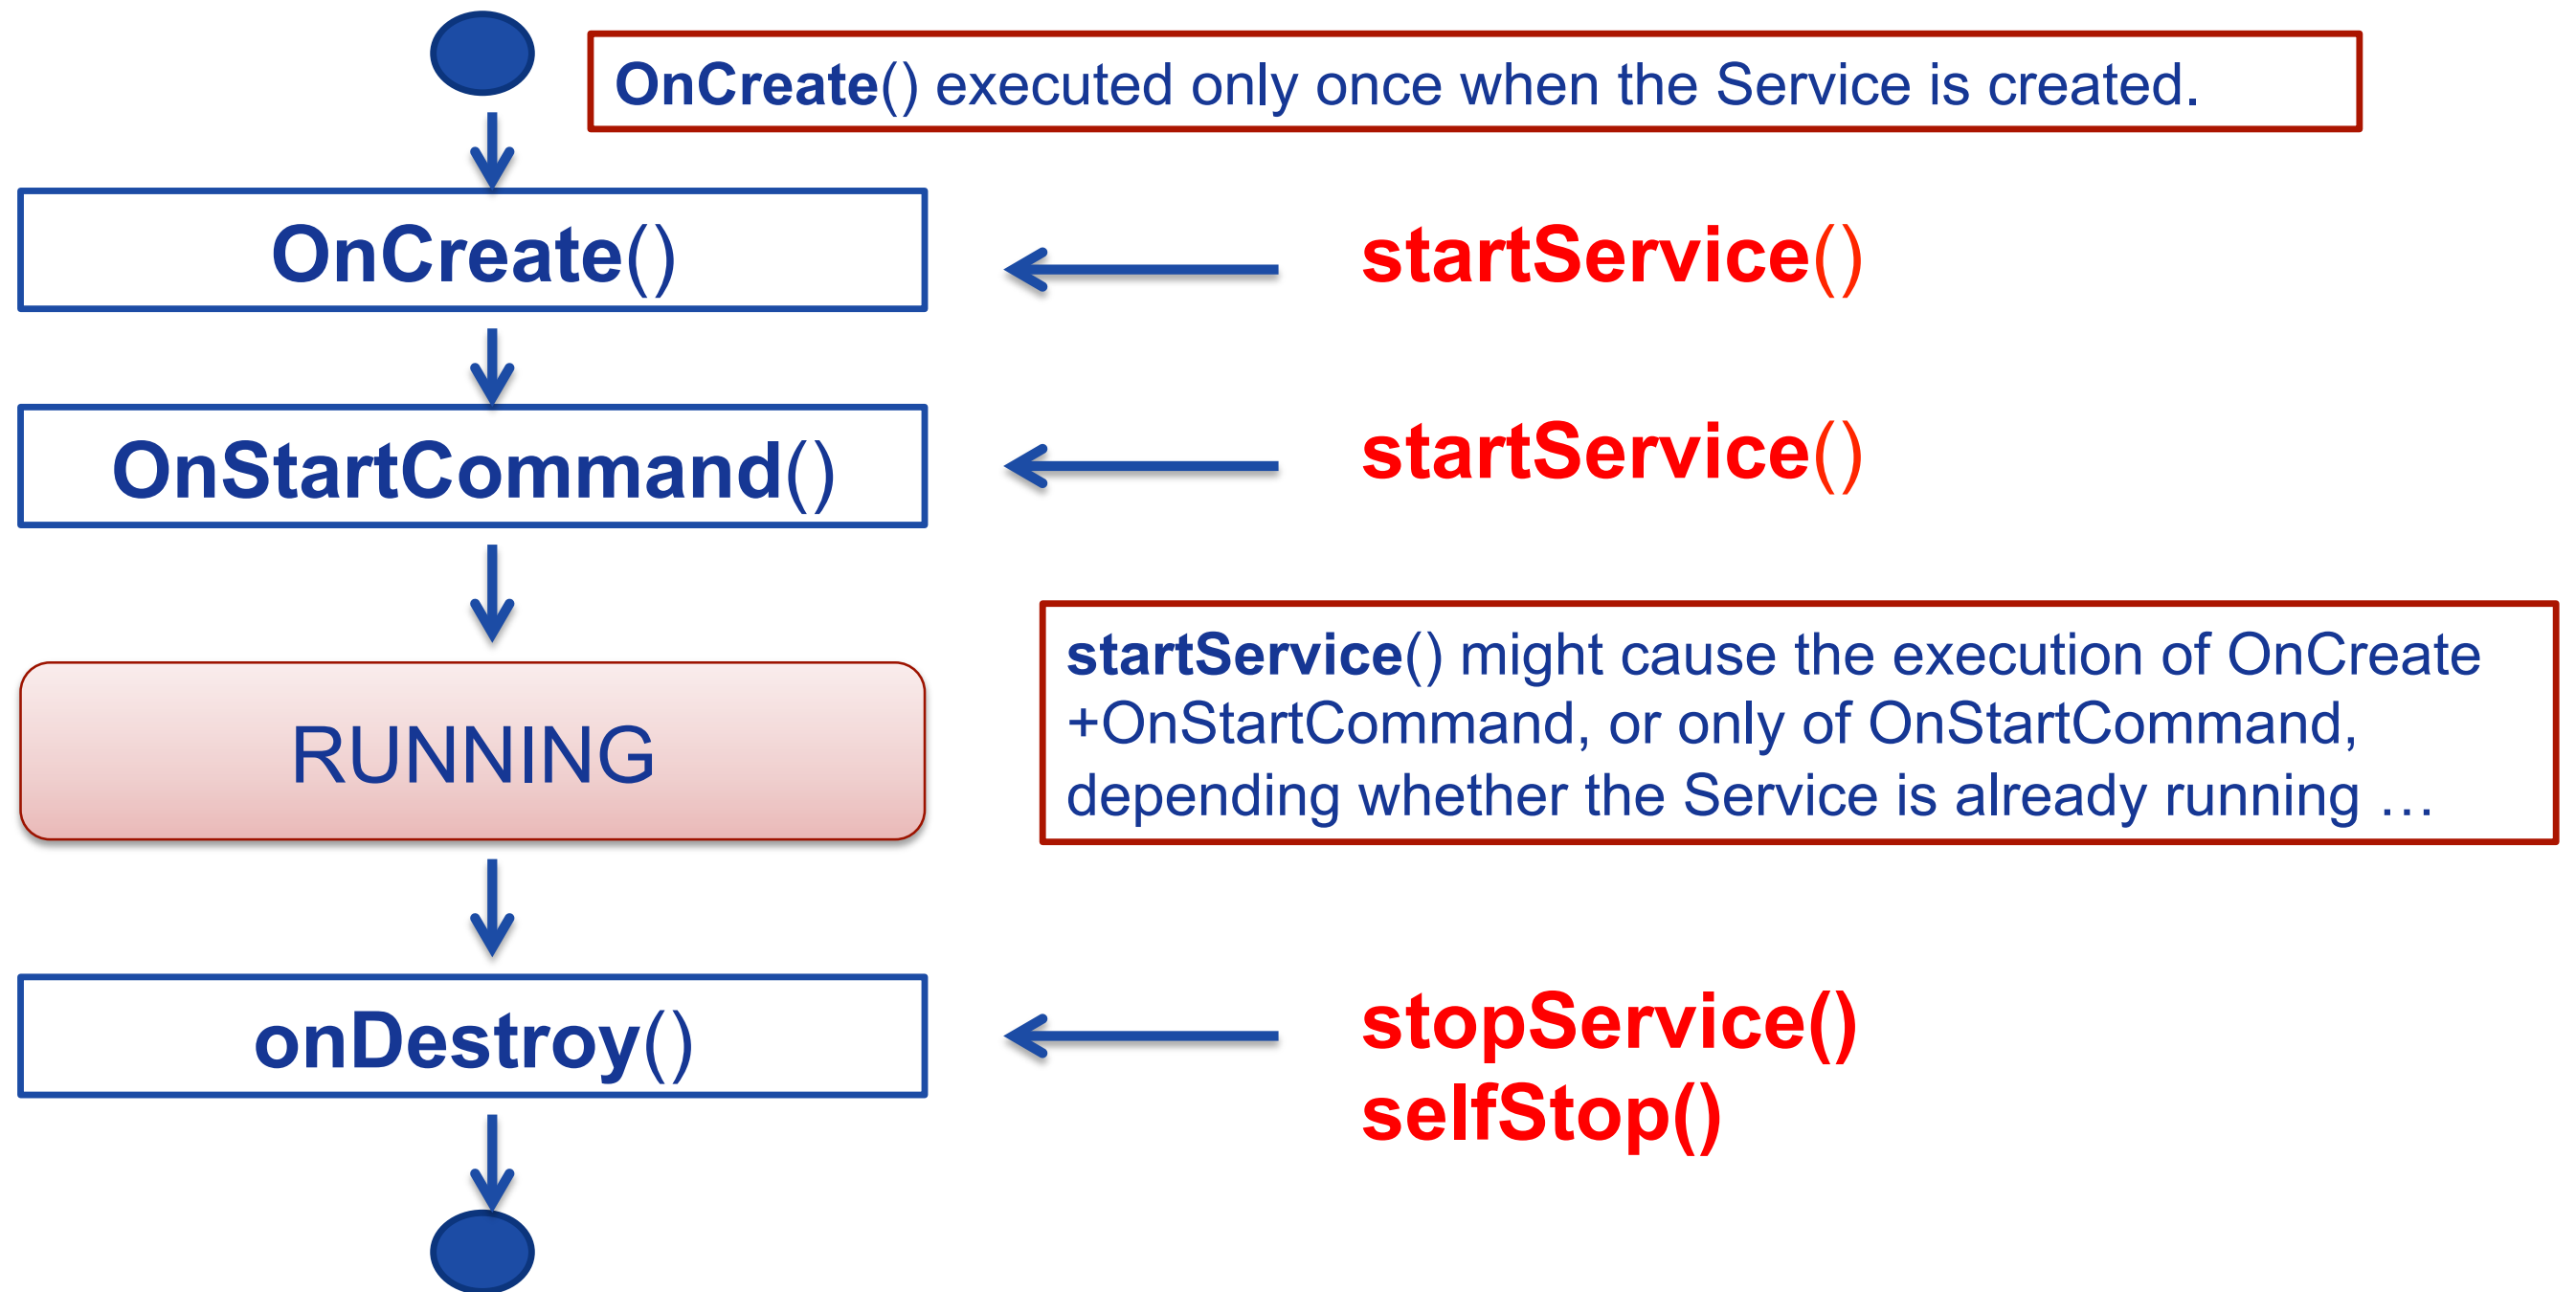 OnCreate() executed only once when the Service is created.
OnCreate()
startService()
OnStartCommand()
startService()
RUNNING
startService() might cause the execution of OnCreate
+OnStartCommand, or only of OnStartCommand,
depending whether the Service is already running …
onDestroy()
stopService()
selfStop()